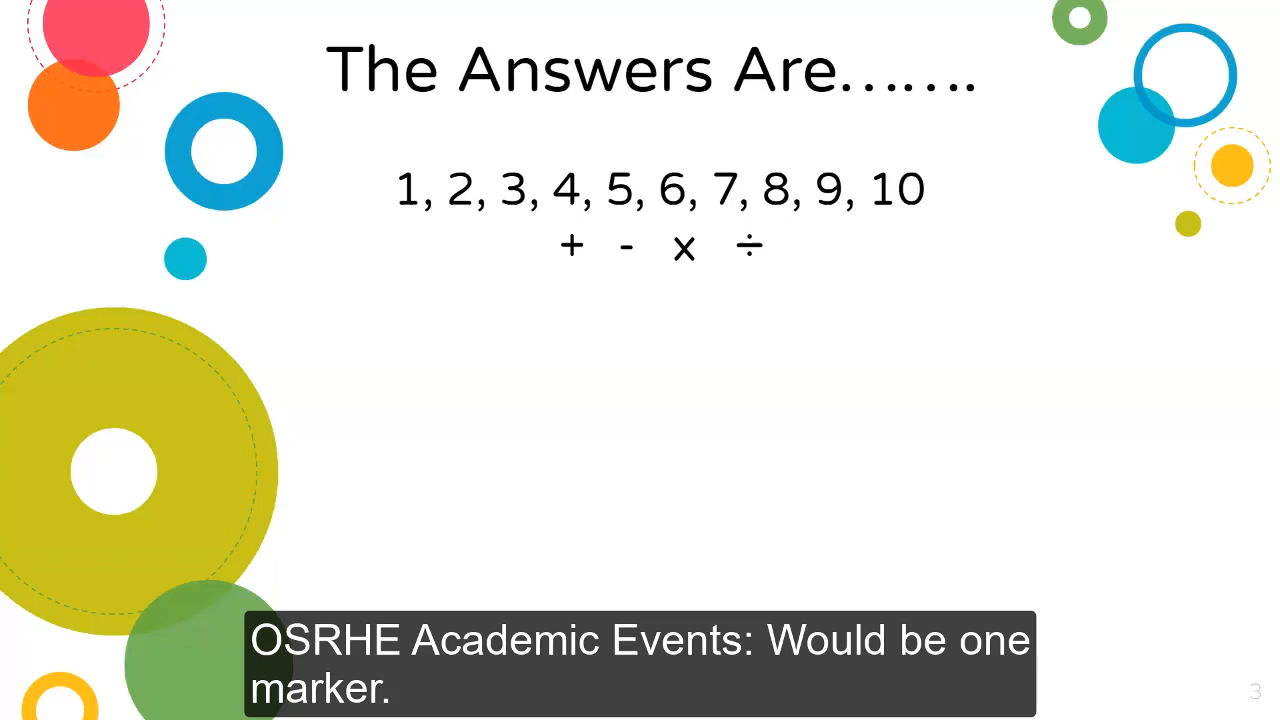 The Answers Are.......
1, 2, 3, 4, 5, 6, 7, 8, 9, 10
+ - x ÷
OSRHE Academic Events: Would be one
marker.
3